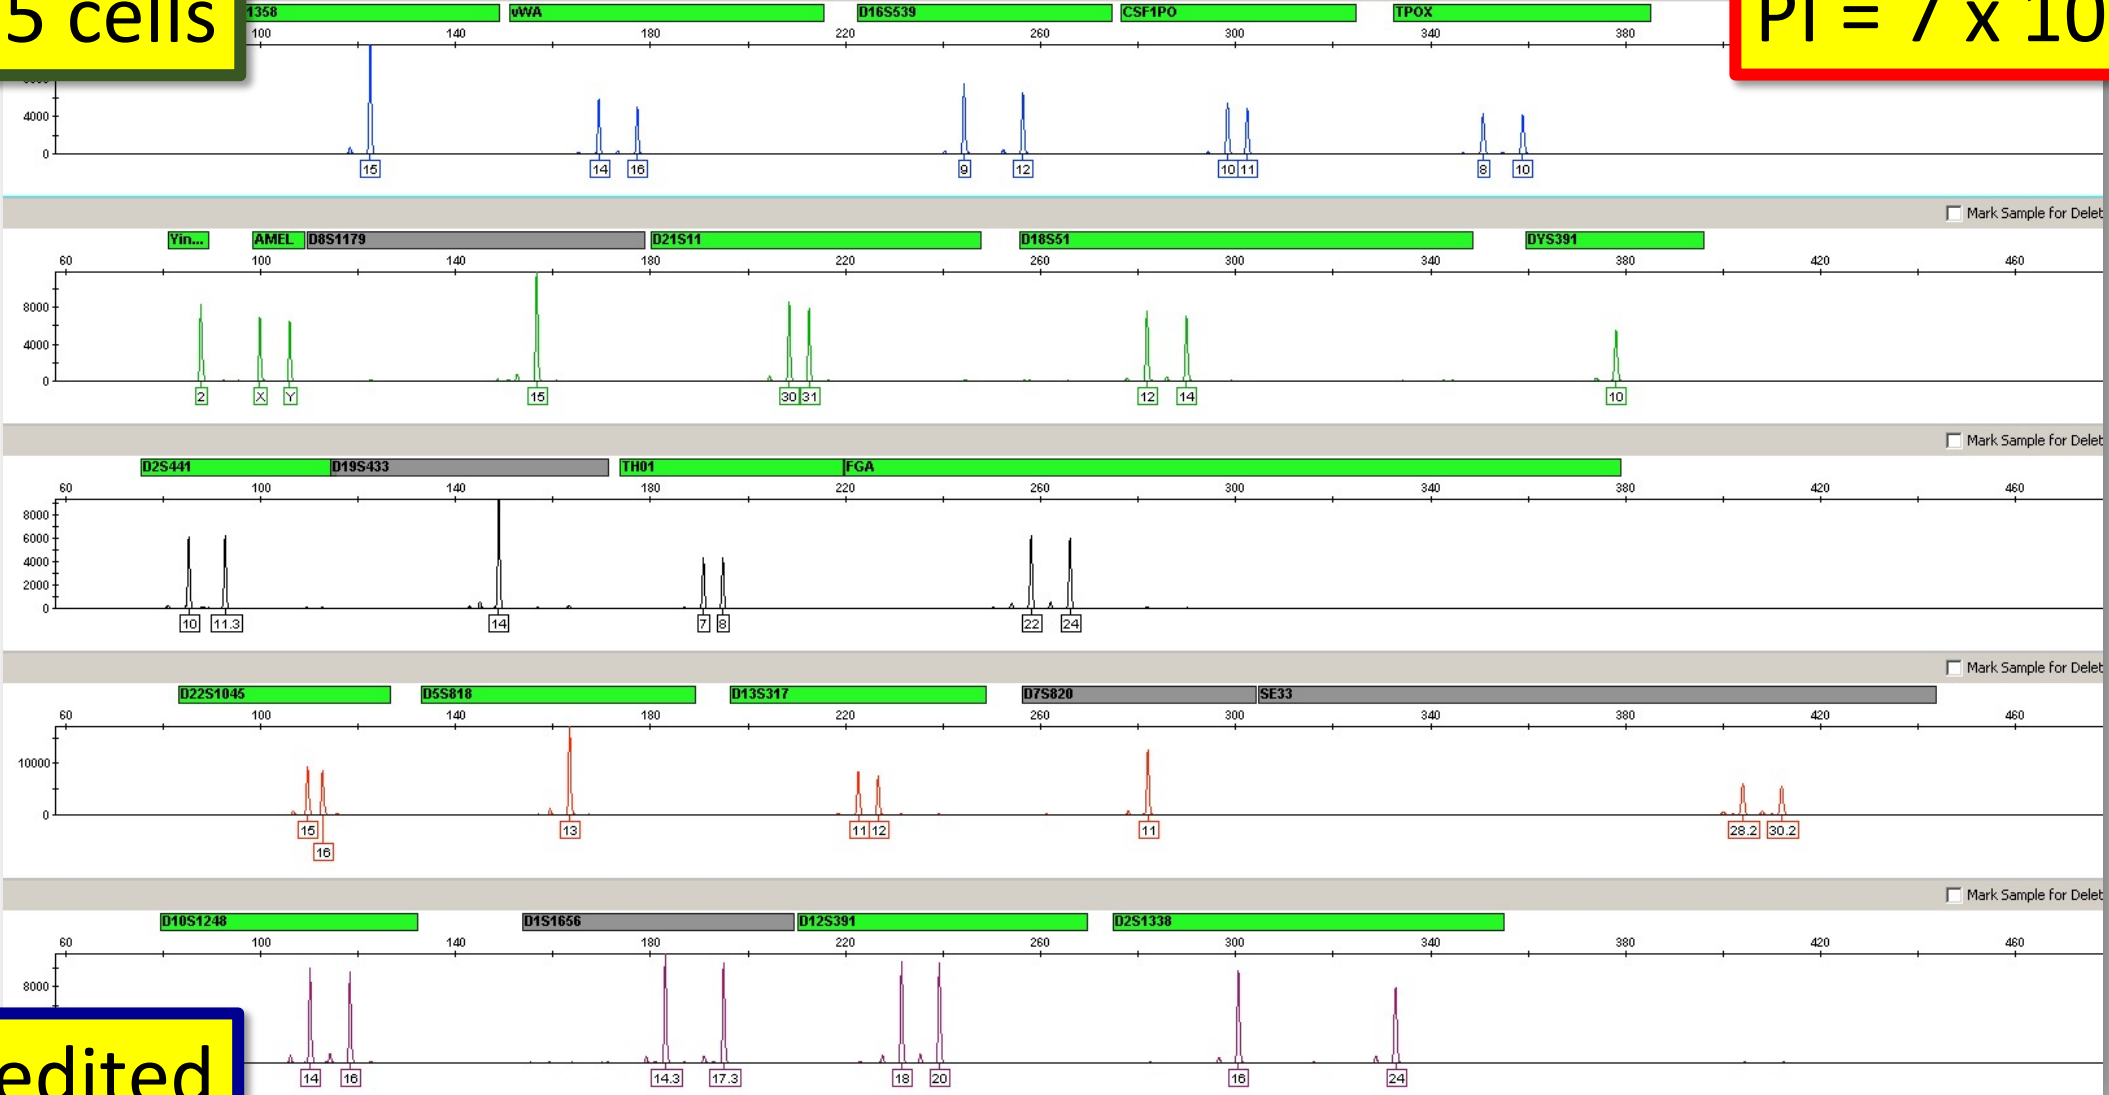 5 cells
PI = 7 x 10
1358 vWA D16S539 CSF1PO TPOX
100 140 180 220 260 300 340 380
4000
0
15 14 16 9 12 10 11 8 10
Mark Sample for Delet
Yin... AMEL D8S1179 D21S11 D18S51 DYS391
60 100 140 180 220 260 300 340 380 420 460
8000
4000
0
2 X Y 15 30 31 12 14 10
Mark Sample for Delet
D2S441 D19S433 TH01 FGA
60 100 140 180 220 260 300 340 380 420 460
8000
6000
4000
2000
0
10 11.3 14 7 8 22 24
Mark Sample for Delet
D22S1045 D5S818 D13S317 D7S820 SE33
60 100 140 180 220 260 300 340 380 420 460
10000
0
15 13 11 12 11 28.2 30.2
16
Mark Sample for Delet
D10S1248 D1S1656 D12S391 D2S1338
60 100 140 180 220 260 300 340 380 420 460
8000
14 16 14.3 17.3 18 20 16 24
edited